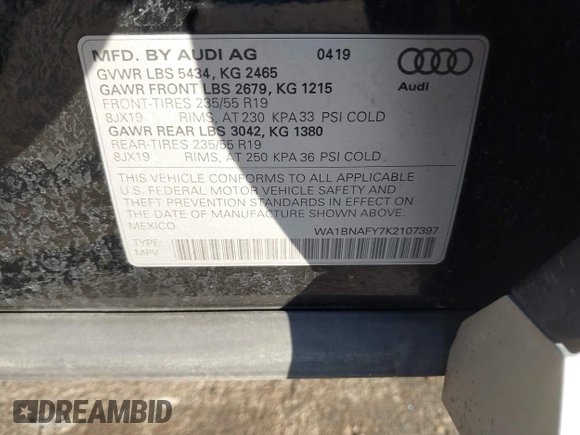 MFD. BY AUDI AG 0419
GVWR LBS 5434, KG 2465
GAWR FRONT LBS 2679, KG 1215
FRONT-TIRES 235/55 R19
8JX19 RIMS, AT 230 KPA 33 PSI COLD
GAWR REAR LBS 3042, KG 1380
REAR-TIRES 235/55 R19
8JX19 RIMS, AT 250 KPA 36 PSI COLD
Audi
THIS VEHICLE CONFORMS TO ALL APPLICABLE
U.S. FEDERAL MOTOR VEHICLE SAFETY AND
THEFT PREVENTION STANDARDS IN EFFECT ON
THE DATE OF MANUFACTURE SHOWN ABOVE.
MEXICO
WA1BNAFY7K2107397
TYPE:
MPV
DREAMBID